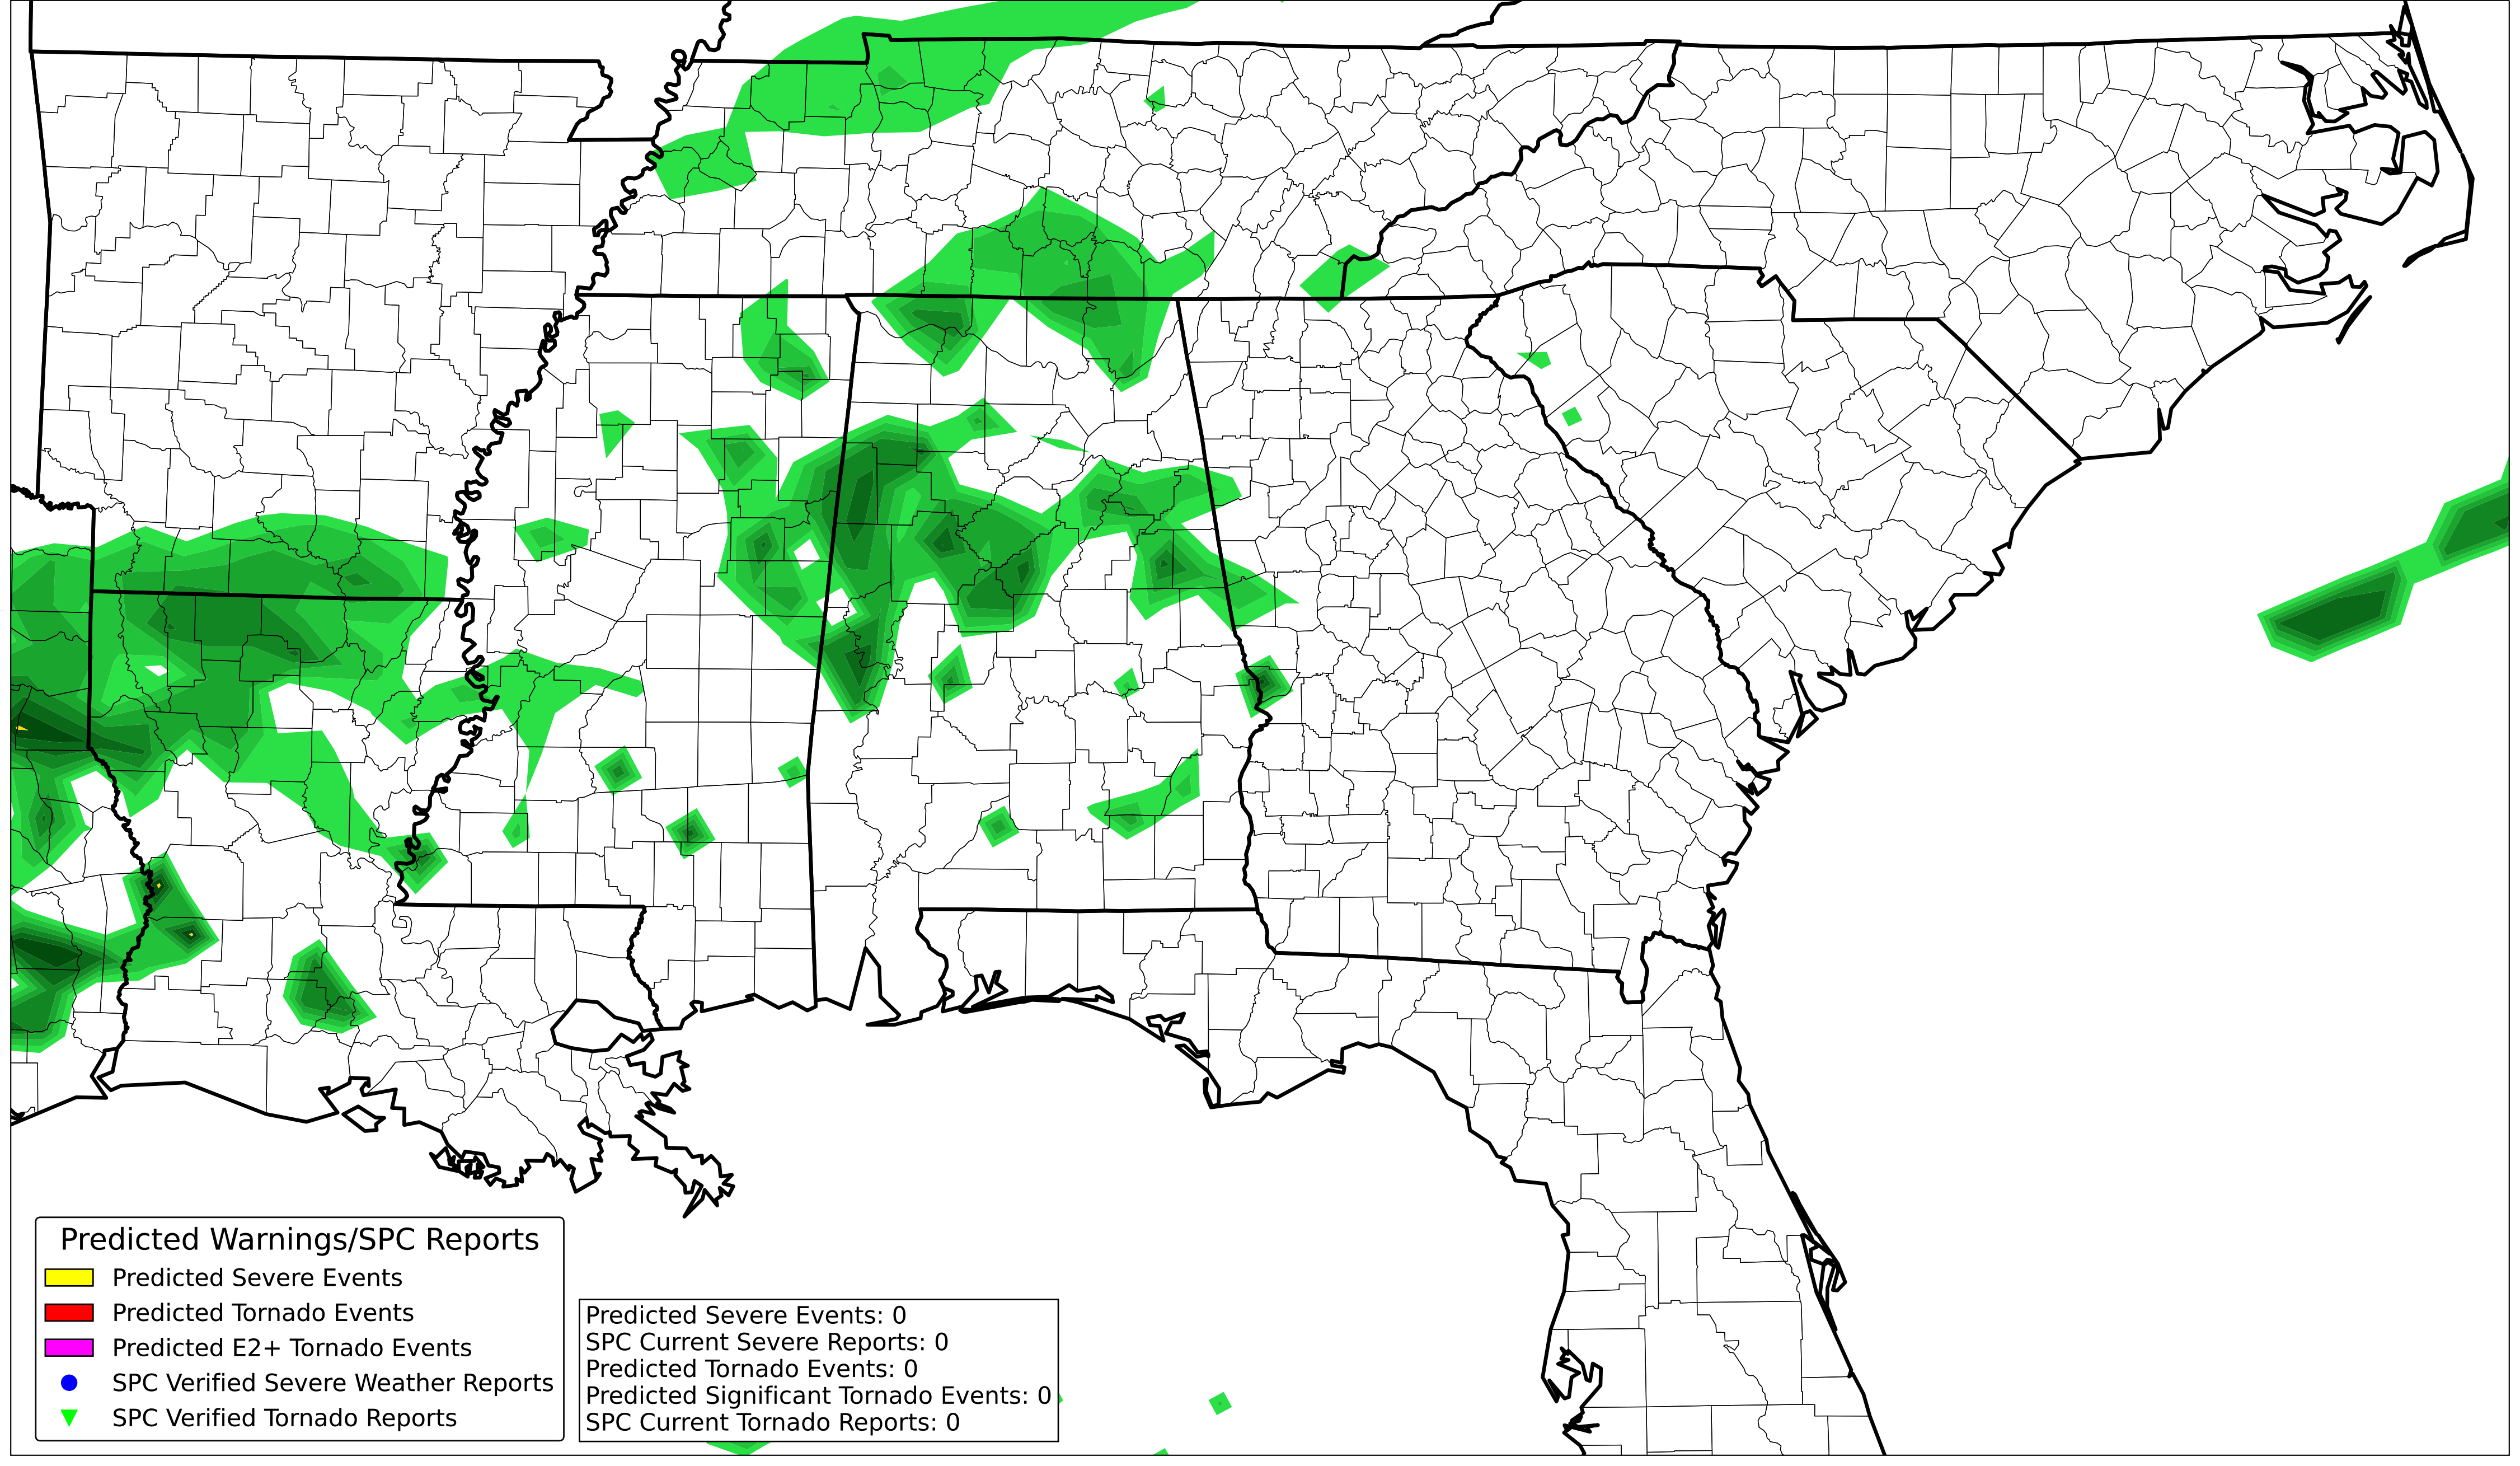 Predicted Warnings/SPC Reports
Predicted Severe Events
Predicted Tornado Events
Predicted E2+ Tornado Events
SPC Verified Severe Weather Reports
SPC Verified Tornado Reports
Predicted Severe Events: 0
SPC Current Severe Reports: 0
Predicted Tornado Events: 0
Predicted Significant Tornado Events: 0
SPC Current Tornado Reports: 0